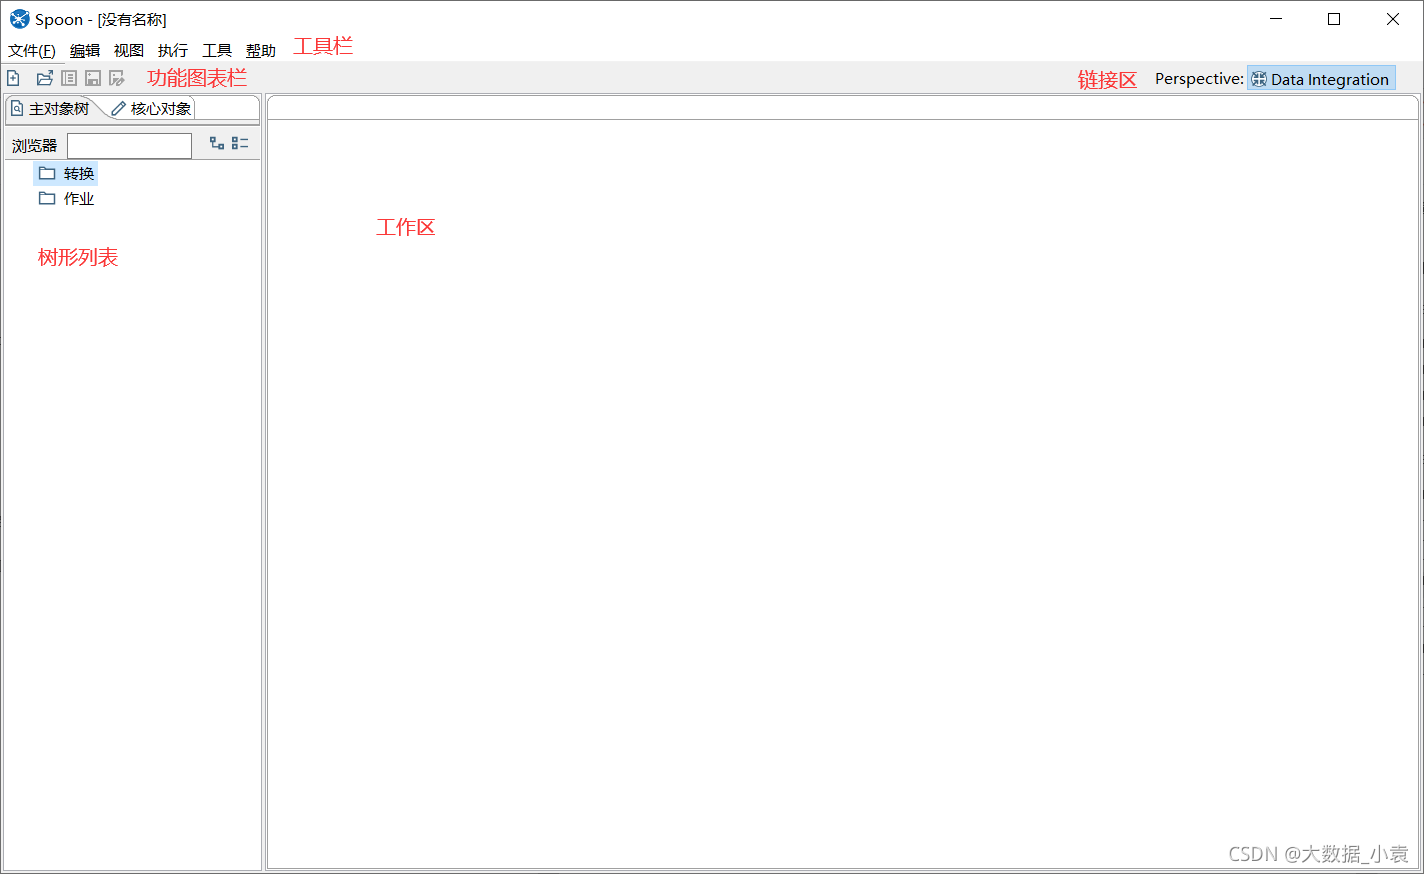 Spoon - [没有名称]
文件(F) 编辑 视图 执行 工具 帮助 工具栏
功能图表栏 链接区 Perspective: Data Integration
主对象树 核心对象
浏览器
转换
作业
工作区
树形列表
CSDN @大数据_小袁